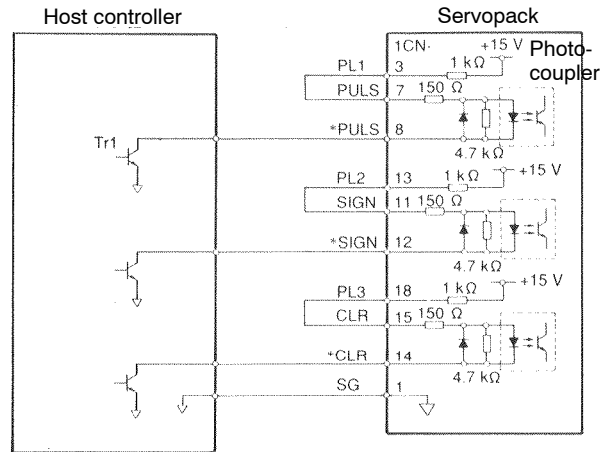 Host controller
Servopack
1CN-
+15 V
Photo-
coupler
PL1
3
1 kΩ
PULS
7
150 Ω
*PULS
8
Tr1
4.7 kΩ
+15 V
PL2
13
1 kΩ
SIGN
11
150 Ω
*SIGN
12
4.7 kΩ
+15 V
PL3
18
1 kΩ
CLR
15
150 Ω
*CLR
14
4.7 kΩ
SG
1